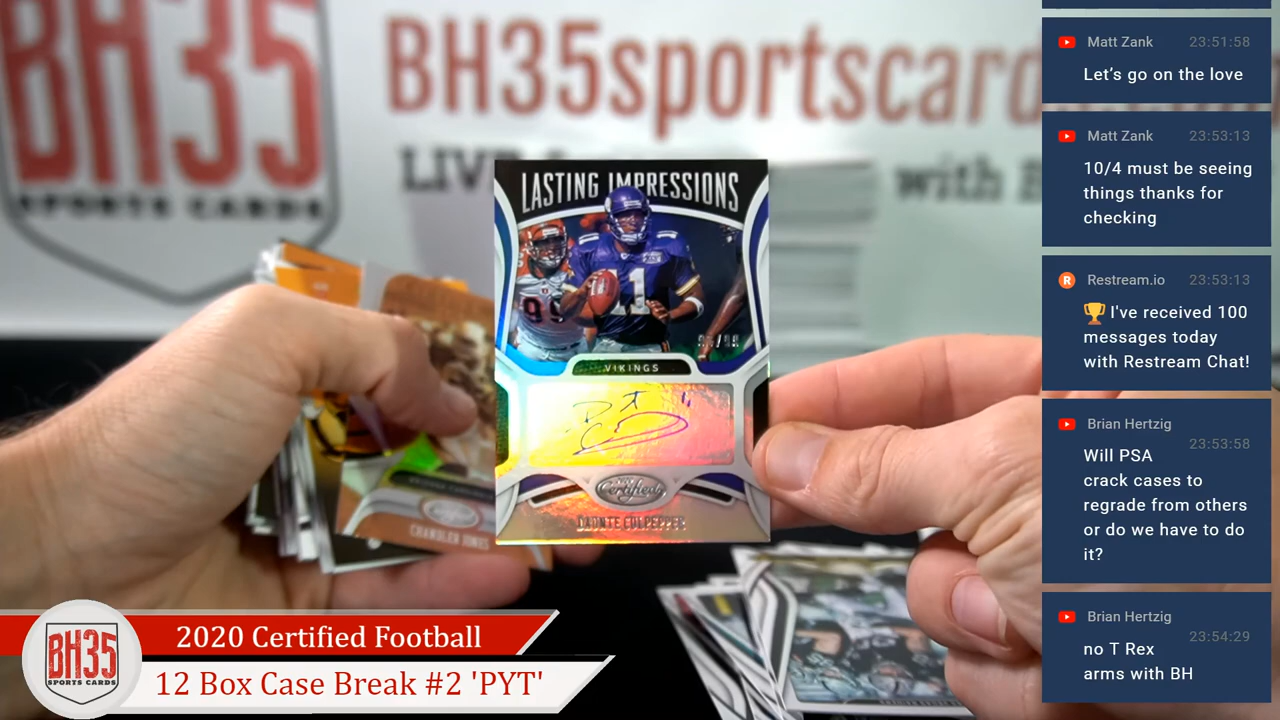 BH35
SPORTS CARDS
BH35sportscard
LIV
with
LASTING IMPRESSIONS
11
99
VIKINGS
Certified
DAUNTE CULPEPPER
CHANDLER JONES
BH35
SPORTS CARDS
2020 Certified Football
12 Box Case Break #2 'PYT'
Matt Zank 23:51:58
Let's go on the love
Matt Zank 23:53:13
10/4 must be seeing
things thanks for
checking
R Restream.io 23:53:13
🏆 I've received 100
messages today
with Restream Chat!
Brian Hertzig
23:53:58
Will PSA
crack cases to
regrade from others
or do we have to do
it?
Brian Hertzig
23:54:29
no T Rex
arms with BH